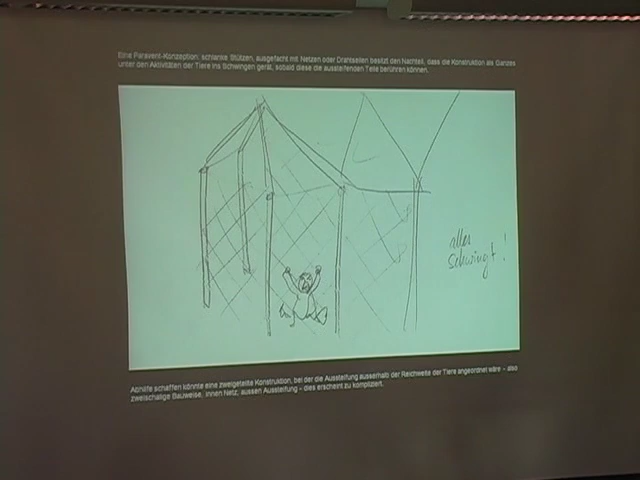 Eine Paravent-Konzeption: schlanke Stützen, ausgefacht mit Netzen oder Drahtseilen besitzt den Nachteil, dass die Konstruktion als Ganzes
unter den Aktivitäten der Tiere ins Schwingen gerät, sobald diese die aussteifenden Teile berühren können.
alles
schwingt!
Abhilfe schaffen könnte eine zweigeteilte Konstruktion, bei der die Aussteifung ausserhalb der Reichweite der Tiere angeordnet wäre - also
zweischalige Bauweise, innen Netz, aussen Aussteifung - dies erscheint zu kompliziert.